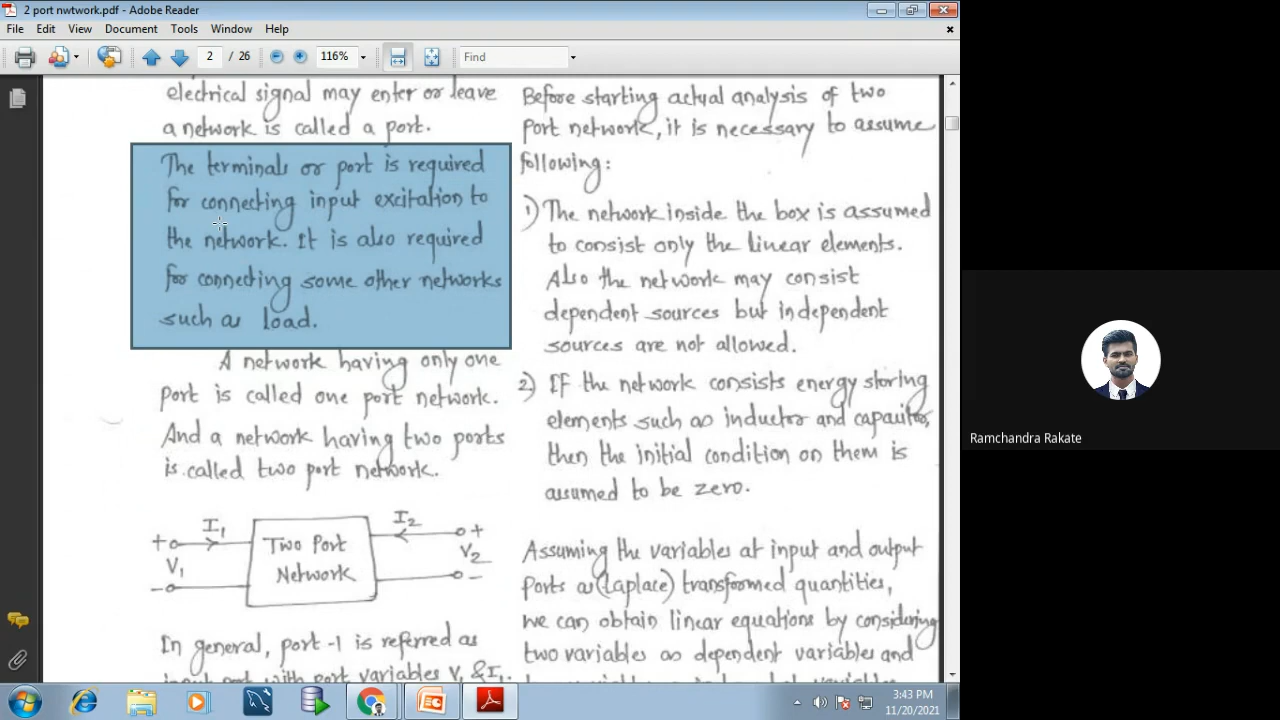 2 port nwtwork.pdf - Adobe Reader
File Edit View Document Tools Window Help
2 / 26 116% Find
electrical signal may enter or leave
a network is called a port.
The terminals or port is required
for connecting input excitation to
the network. It is also required
for connecting some other networks
such as load.
A network having only one
port is called one port network.
And a network having two ports
is called two port network.
I1
I2
+
V1
-
Two Port
Network
+
V2
-
In general, port -1 is referred as
input port with port variables V1 & I1.
Before starting actual analysis of two
port network, it is necessary to assume
following:
1) The network inside the box is assumed
to consist only the linear elements.
Also the network may consist
dependent sources but independent
sources are not allowed.
2) If the network consists energy storing
elements such as inductor and capacitor,
then the initial condition on them is
assumed to be zero.
Assuming the variables at input and output
ports as (Laplace) transformed quantities,
we can obtain linear equations by considering
two variables as dependent variables and
Ramchandra Rakate
3:43 PM
11/20/2021